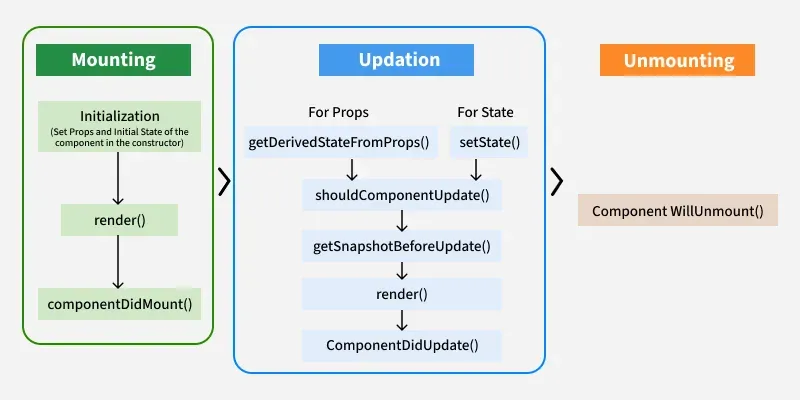 Mounting
Initialization
(Set Props and Initial State of the
component in the constructor)
render()
componentDidMount()
Updation
For Props
For State
getDerivedStateFromProps()
setState()
shouldComponentUpdate()
getSnapshotBeforeUpdate()
render()
ComponentDidUpdate()
Unmounting
Component WillUnmount()